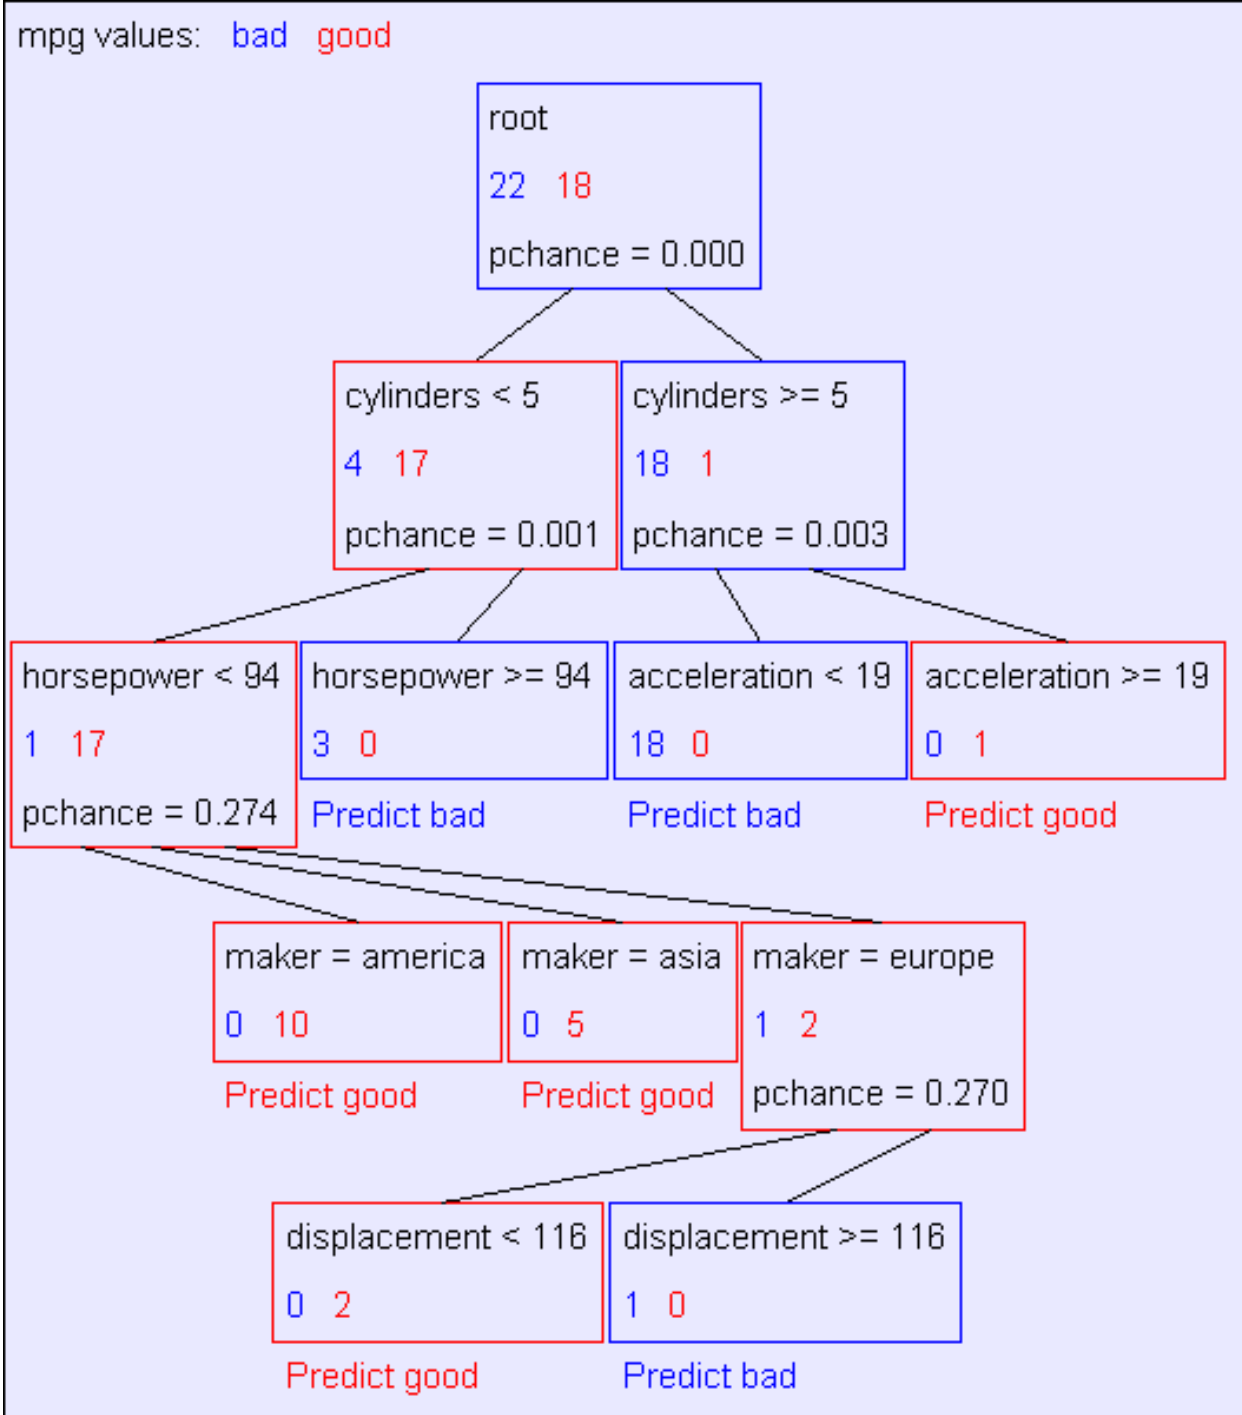 mpg values: bad good
root
22 18
pchance = 0.000
cylinders < 5 cylinders >= 5
4 17 18 1
pchance = 0.001 pchance = 0.003
horsepower < 94 horsepower >= 94 acceleration < 19 acceleration >= 19
1 17 3 0 18 0 0 1
pchance = 0.274 Predict bad Predict bad Predict good
maker = america maker = asia maker = europe
0 10 0 5 1 2
Predict good Predict good pchance = 0.270
displacement < 116 displacement >= 116
0 2 1 0
Predict good Predict bad